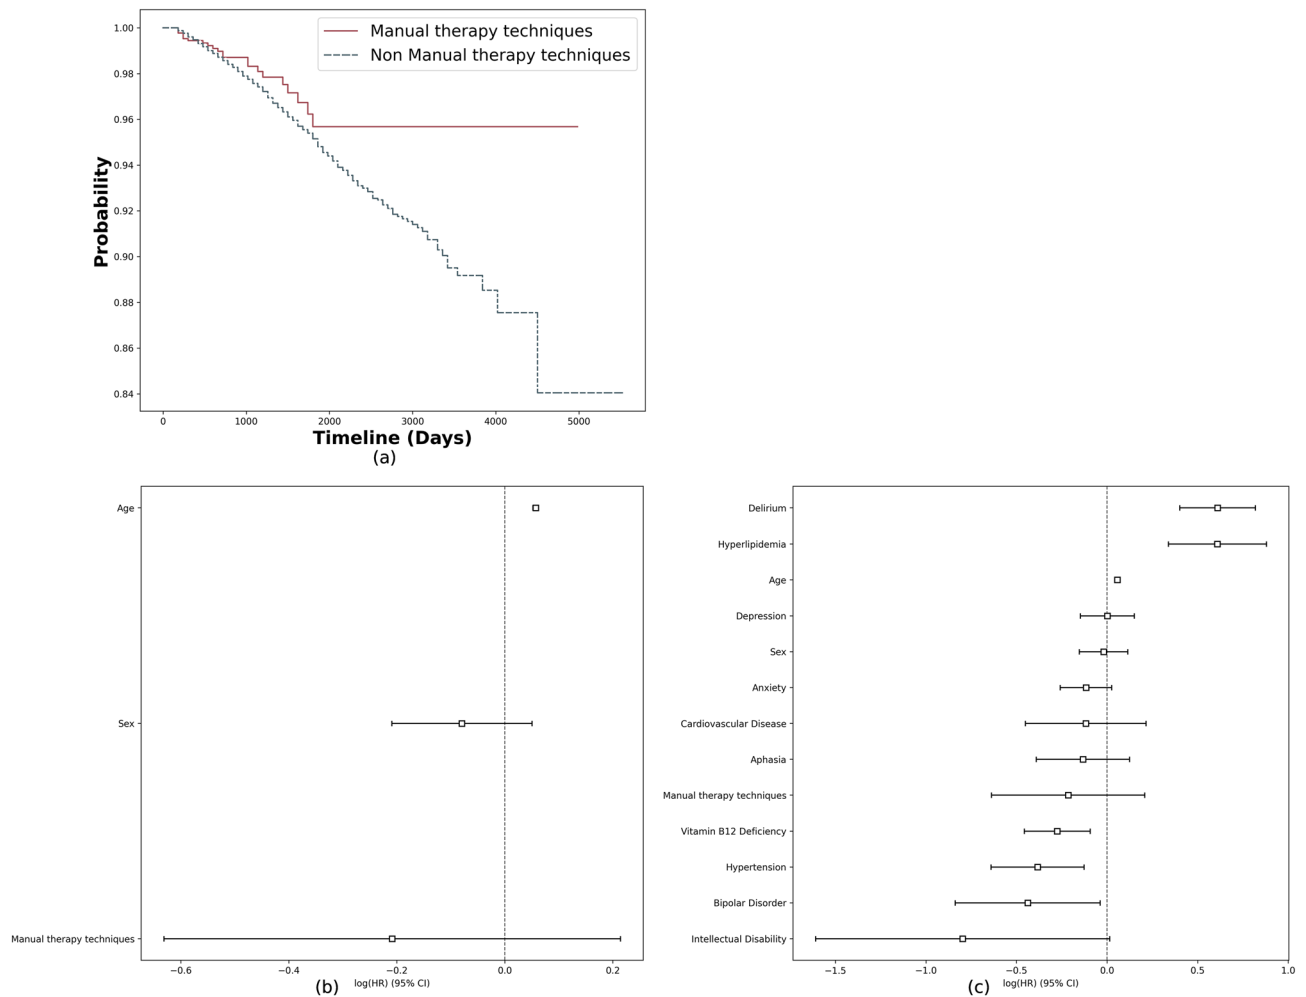 Manual therapy techniques
Non Manual therapy techniques
1.00
0.98
0.96
0.94
0.92
0.90
0.88
0.86
0.84
Probability
0 1000 2000 3000 4000 5000
Timeline (Days)
(a)
Age
Sex
Manual therapy techniques
−0.6 −0.4 −0.2 0.0 0.2
log(HR) (95% CI)
(b)
Delirium
Hyperlipidemia
Age
Depression
Sex
Anxiety
Cardiovascular Disease
Aphasia
Manual therapy techniques
Vitamin B12 Deficiency
Hypertension
Bipolar Disorder
Intellectual Disability
−1.5 −1.0 −0.5 0.0 0.5 1.0
log(HR) (95% CI)
(c)